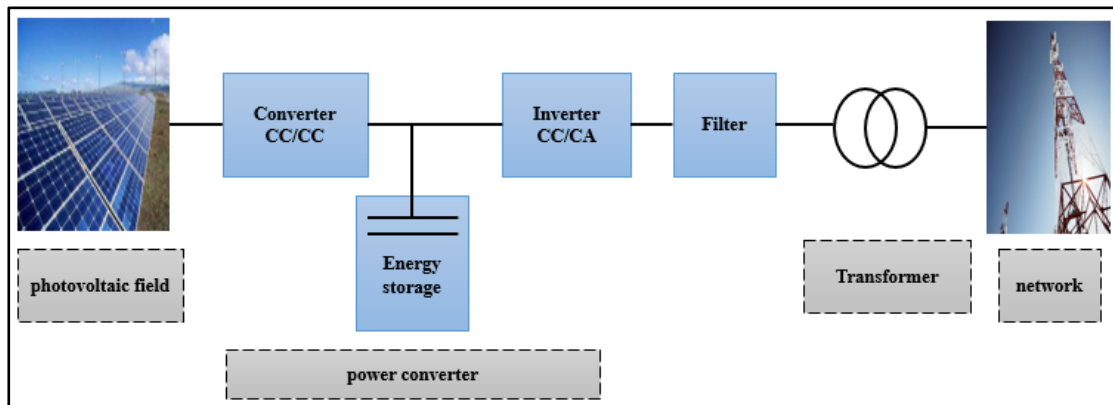 Converter
CC/CC
Inverter
CC/CA
Filter
Energy
storage
photovoltaic field
Transformer
network
power converter